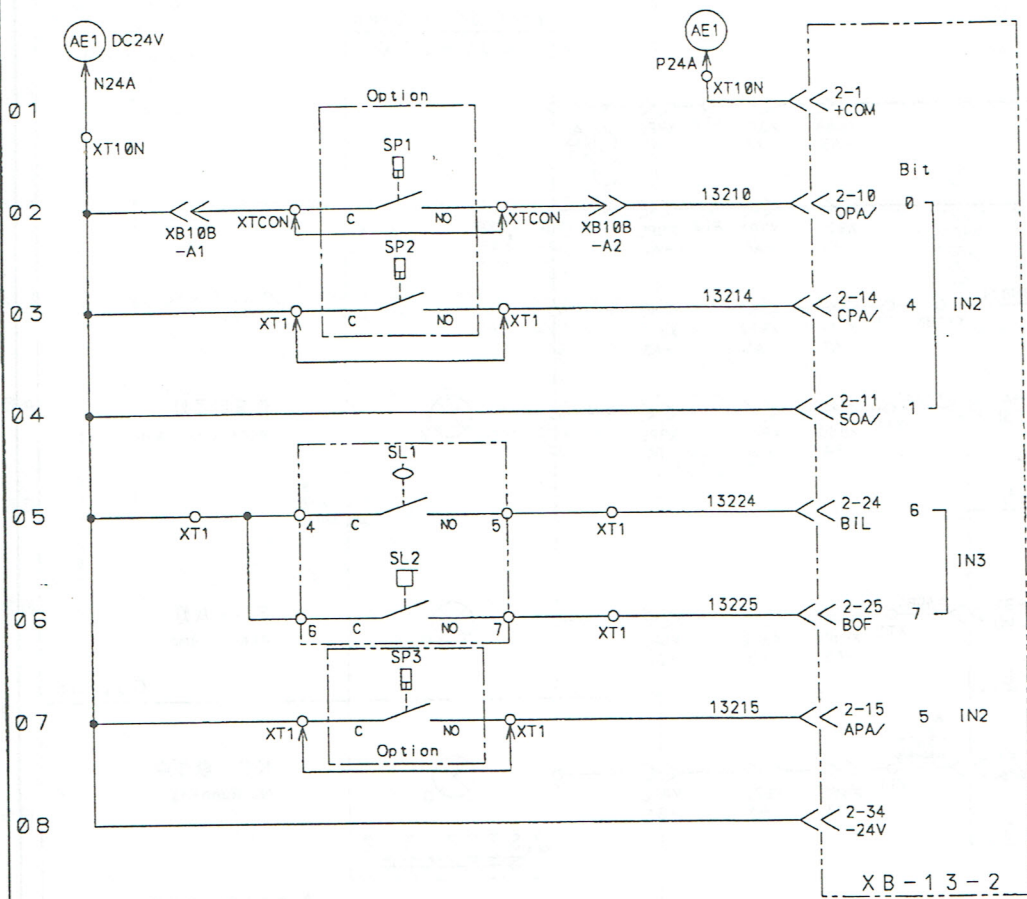 AE1 DC24V
AE1
N24A
P24A
XT10N
2-1
+COM
01
Option
XT10N
SP1
Bit
02
XB10B
-A1
XTCON
C
NO
XTCON
XB10B
-A2
13210
2-10
OPA/
0
SP2
03
XT1
C
NO
XT1
13214
2-14
CPA/
4
IN2
04
2-11
SOA/
1
SL1
05
XT1
4
C
NO
5
XT1
13224
2-24
BIL
6
IN3
SL2
06
6
C
NO
7
XT1
13225
2-25
BOF
7
SP3
07
XT1
C
NO
XT1
13215
2-15
APA/
5
IN2
Option
08
2-34
-24V
XB-13-2